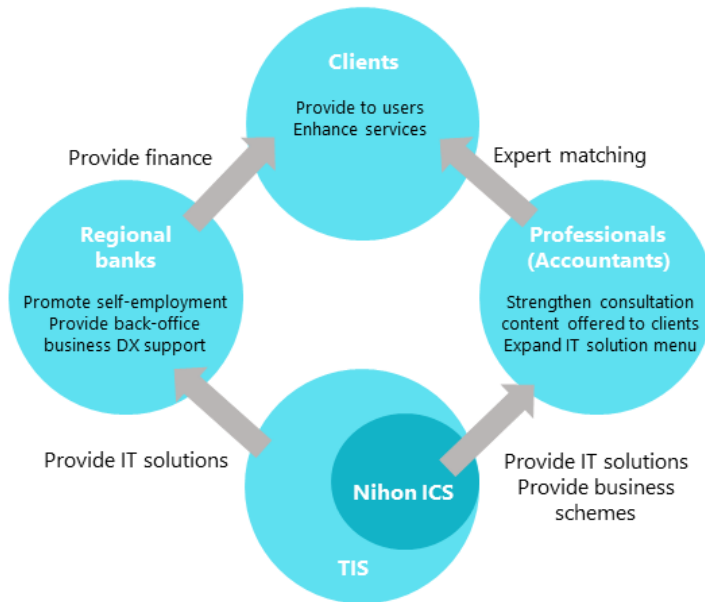 Clients
Provide to users
Enhance services
Provide finance
Expert matching
Regional
banks
Promote self-employment
Provide back-office
business DX support
Professionals
(Accountants)
Strengthen consultation
content offered to clients
Expand IT solution menu
Provide IT solutions
Nihon ICS
TIS
Provide IT solutions
Provide business
schemes